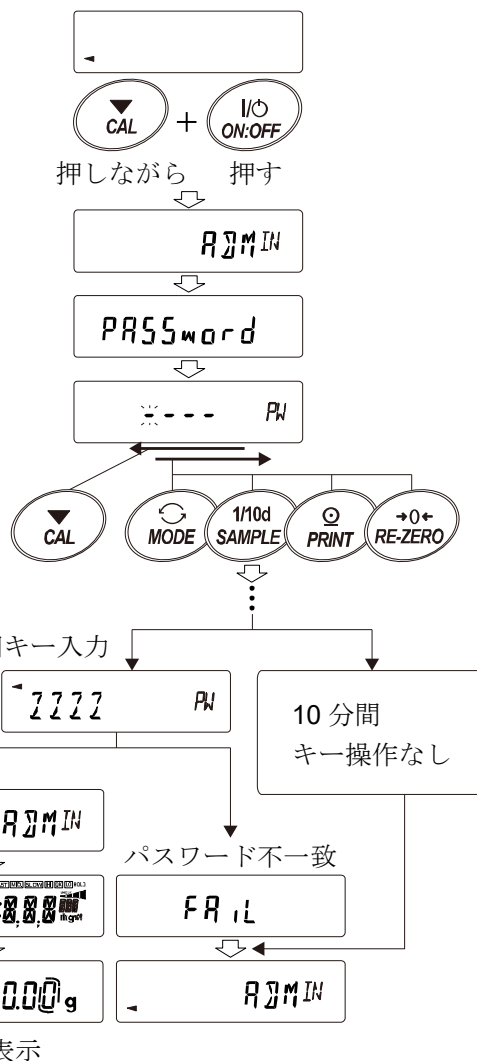 CAL
+
I/⏻
ON:OFF
押しながら 押す
ADMIN
PASSword
---- PW
CAL
MODE
1/10d
SAMPLE
PRINT
→0←
RE-ZERO
キー入力
PW
10 分間
キー操作なし
ADMIN
パスワード不一致
FAiL
0.00 g
ADMIN
表示